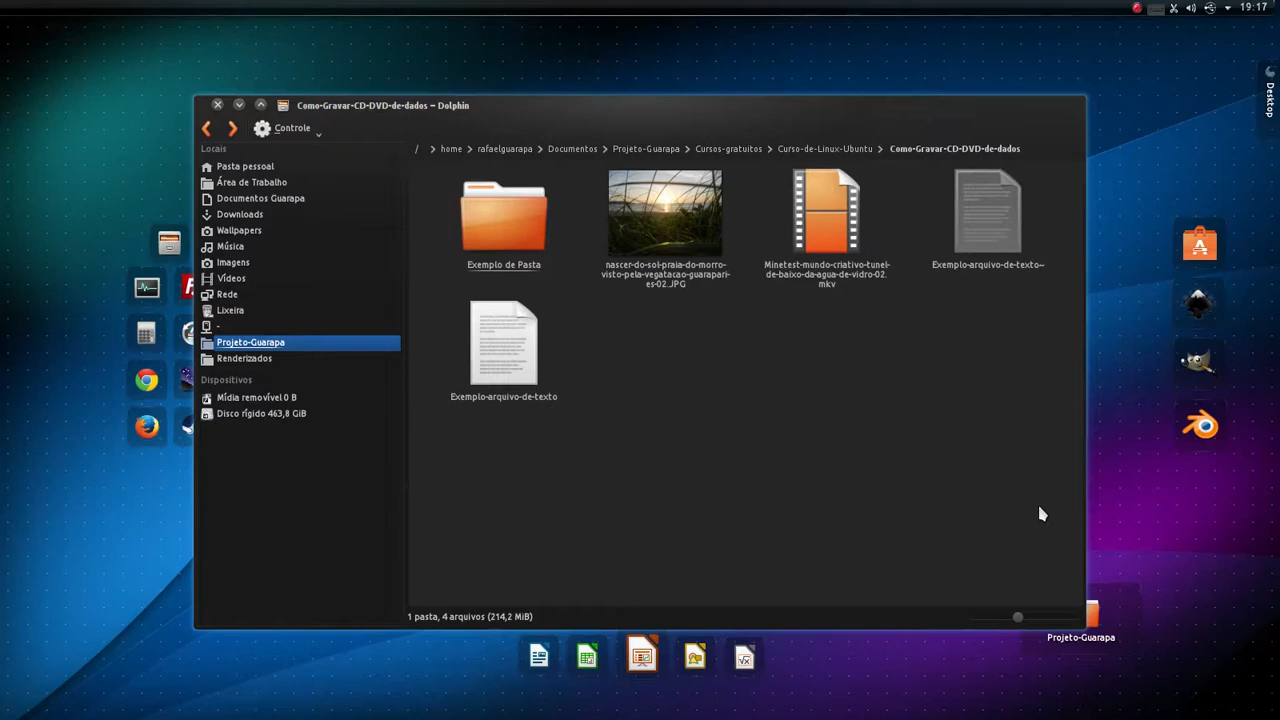 19:17
Desktop
Como-Gravar-CD-DVD-de-dados – Dolphin
Controle
Locais
/ home rafaelguarapa Documentos Projeto-Guarapa Cursos-gratuitos Curso-de-Linux-Ubuntu Como-Gravar-CD-DVD-de-dados
Pasta pessoal
Área de Trabalho
Documentos Guarapa
Downloads
Wallpapers
Música
Imagens
Vídeos
Rede
Lixeira
-
Projeto-Guarapa
Renderizados
Dispositivos
Mídia removível 0 B
Disco rígido 463,8 GiB
Exemplo de Pasta
nascer-do-sol-praia-do-morro-
visto-pela-vegatacao-guarapari-
es-02.JPG
Minetest-mundo-criativo-tunel-
de-baixo-da-agua-de-vidro-02.
mkv
Exemplo-arquivo-de-texto~
Exemplo-arquivo-de-texto
1 pasta, 4 arquivos (214,2 MiB)
Projeto-Guarapa